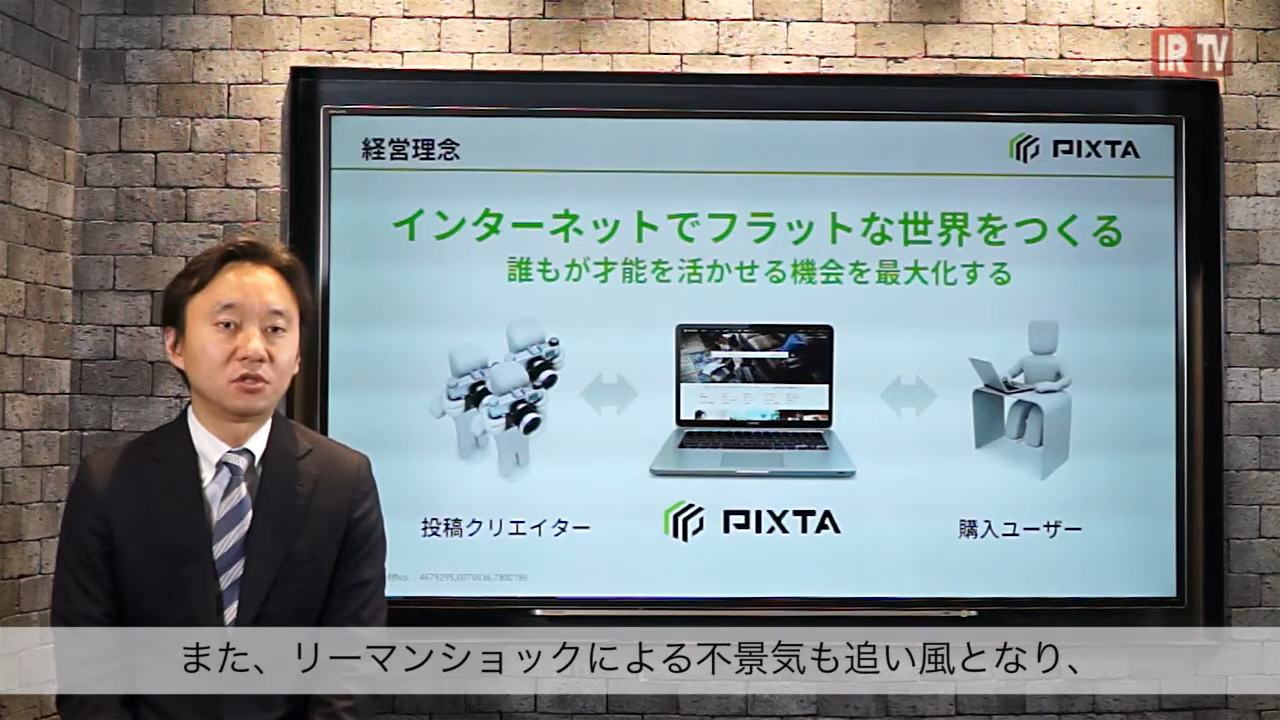 IR TV
経営理念
PIXTA
インターネットでフラットな世界をつくる
誰もが才能を活かせる機会を最大化する
投稿クリエイター
PIXTA
購入ユーザー
また、リーマンショックによる不景気も追い風となり、